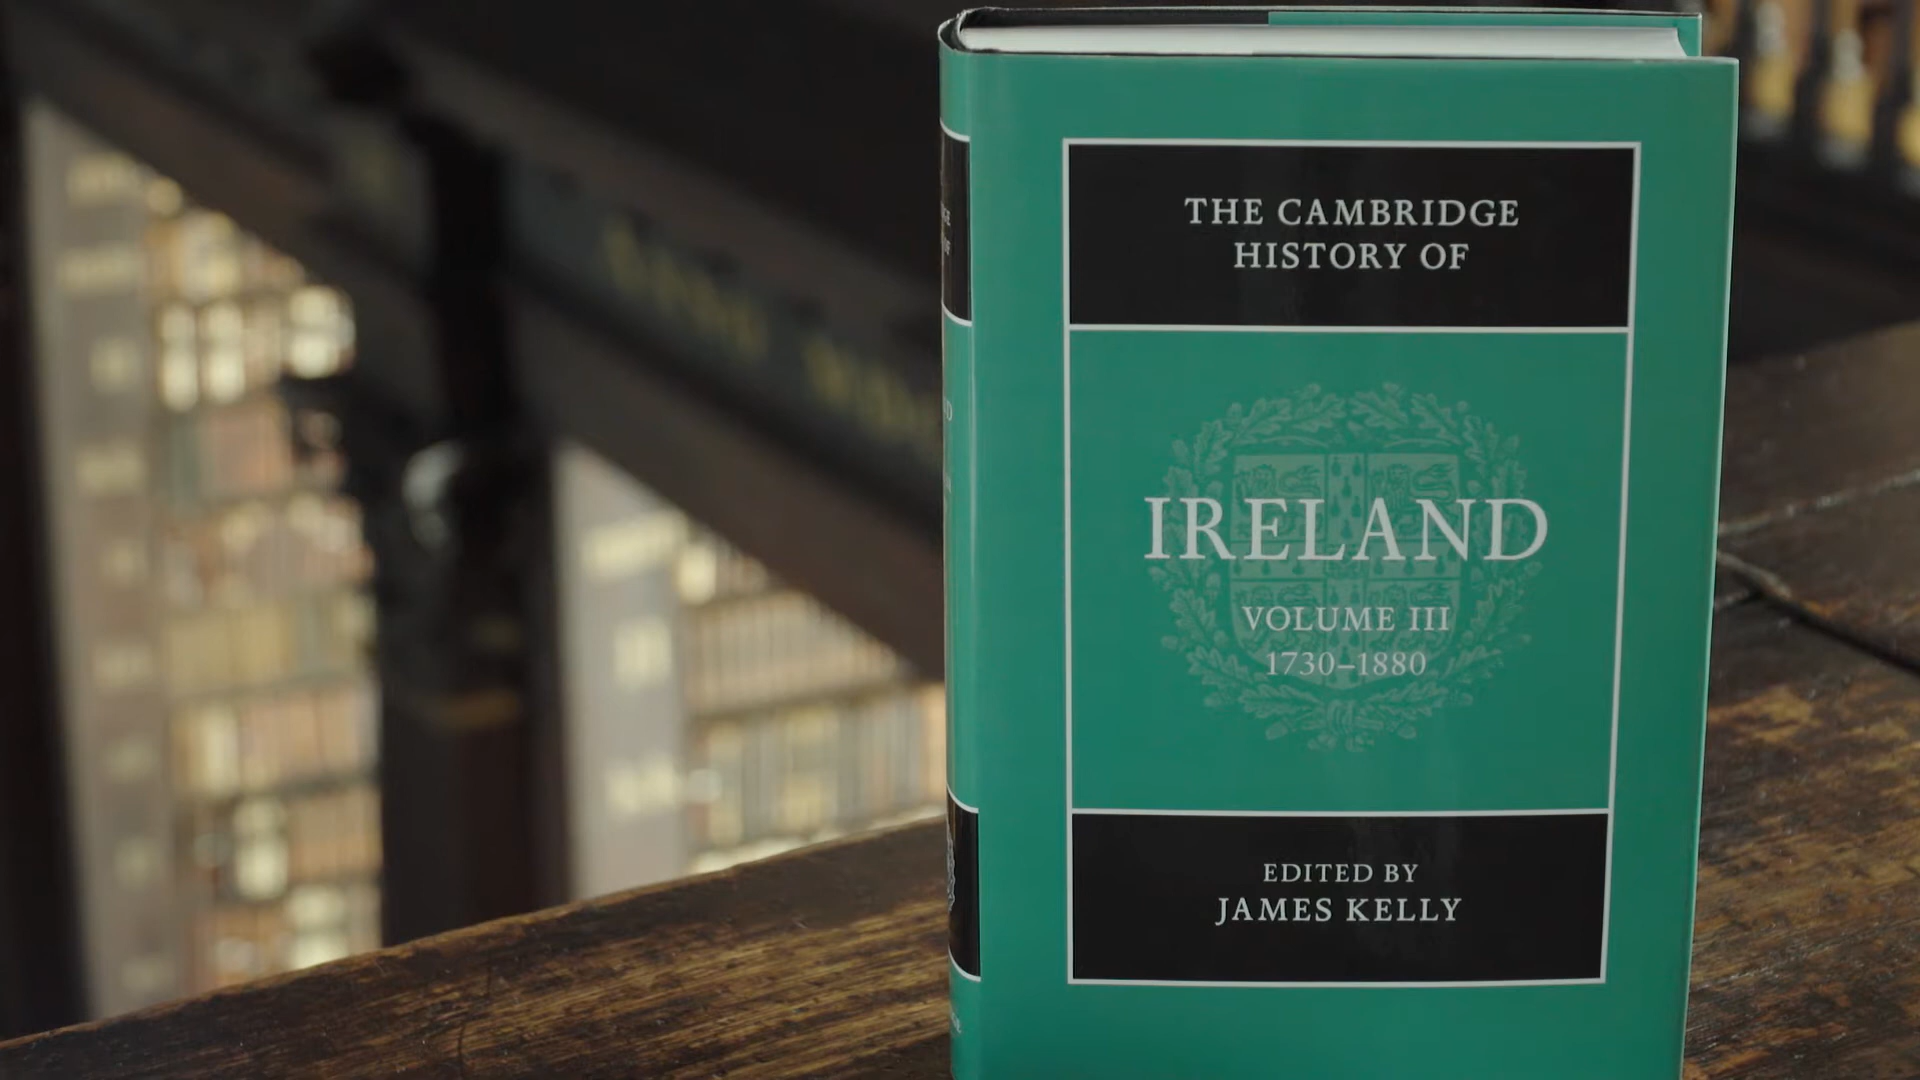 THE CAMBRIDGE
HISTORY OF
IRELAND
VOLUME III
1730–1880
EDITED BY
JAMES KELLY